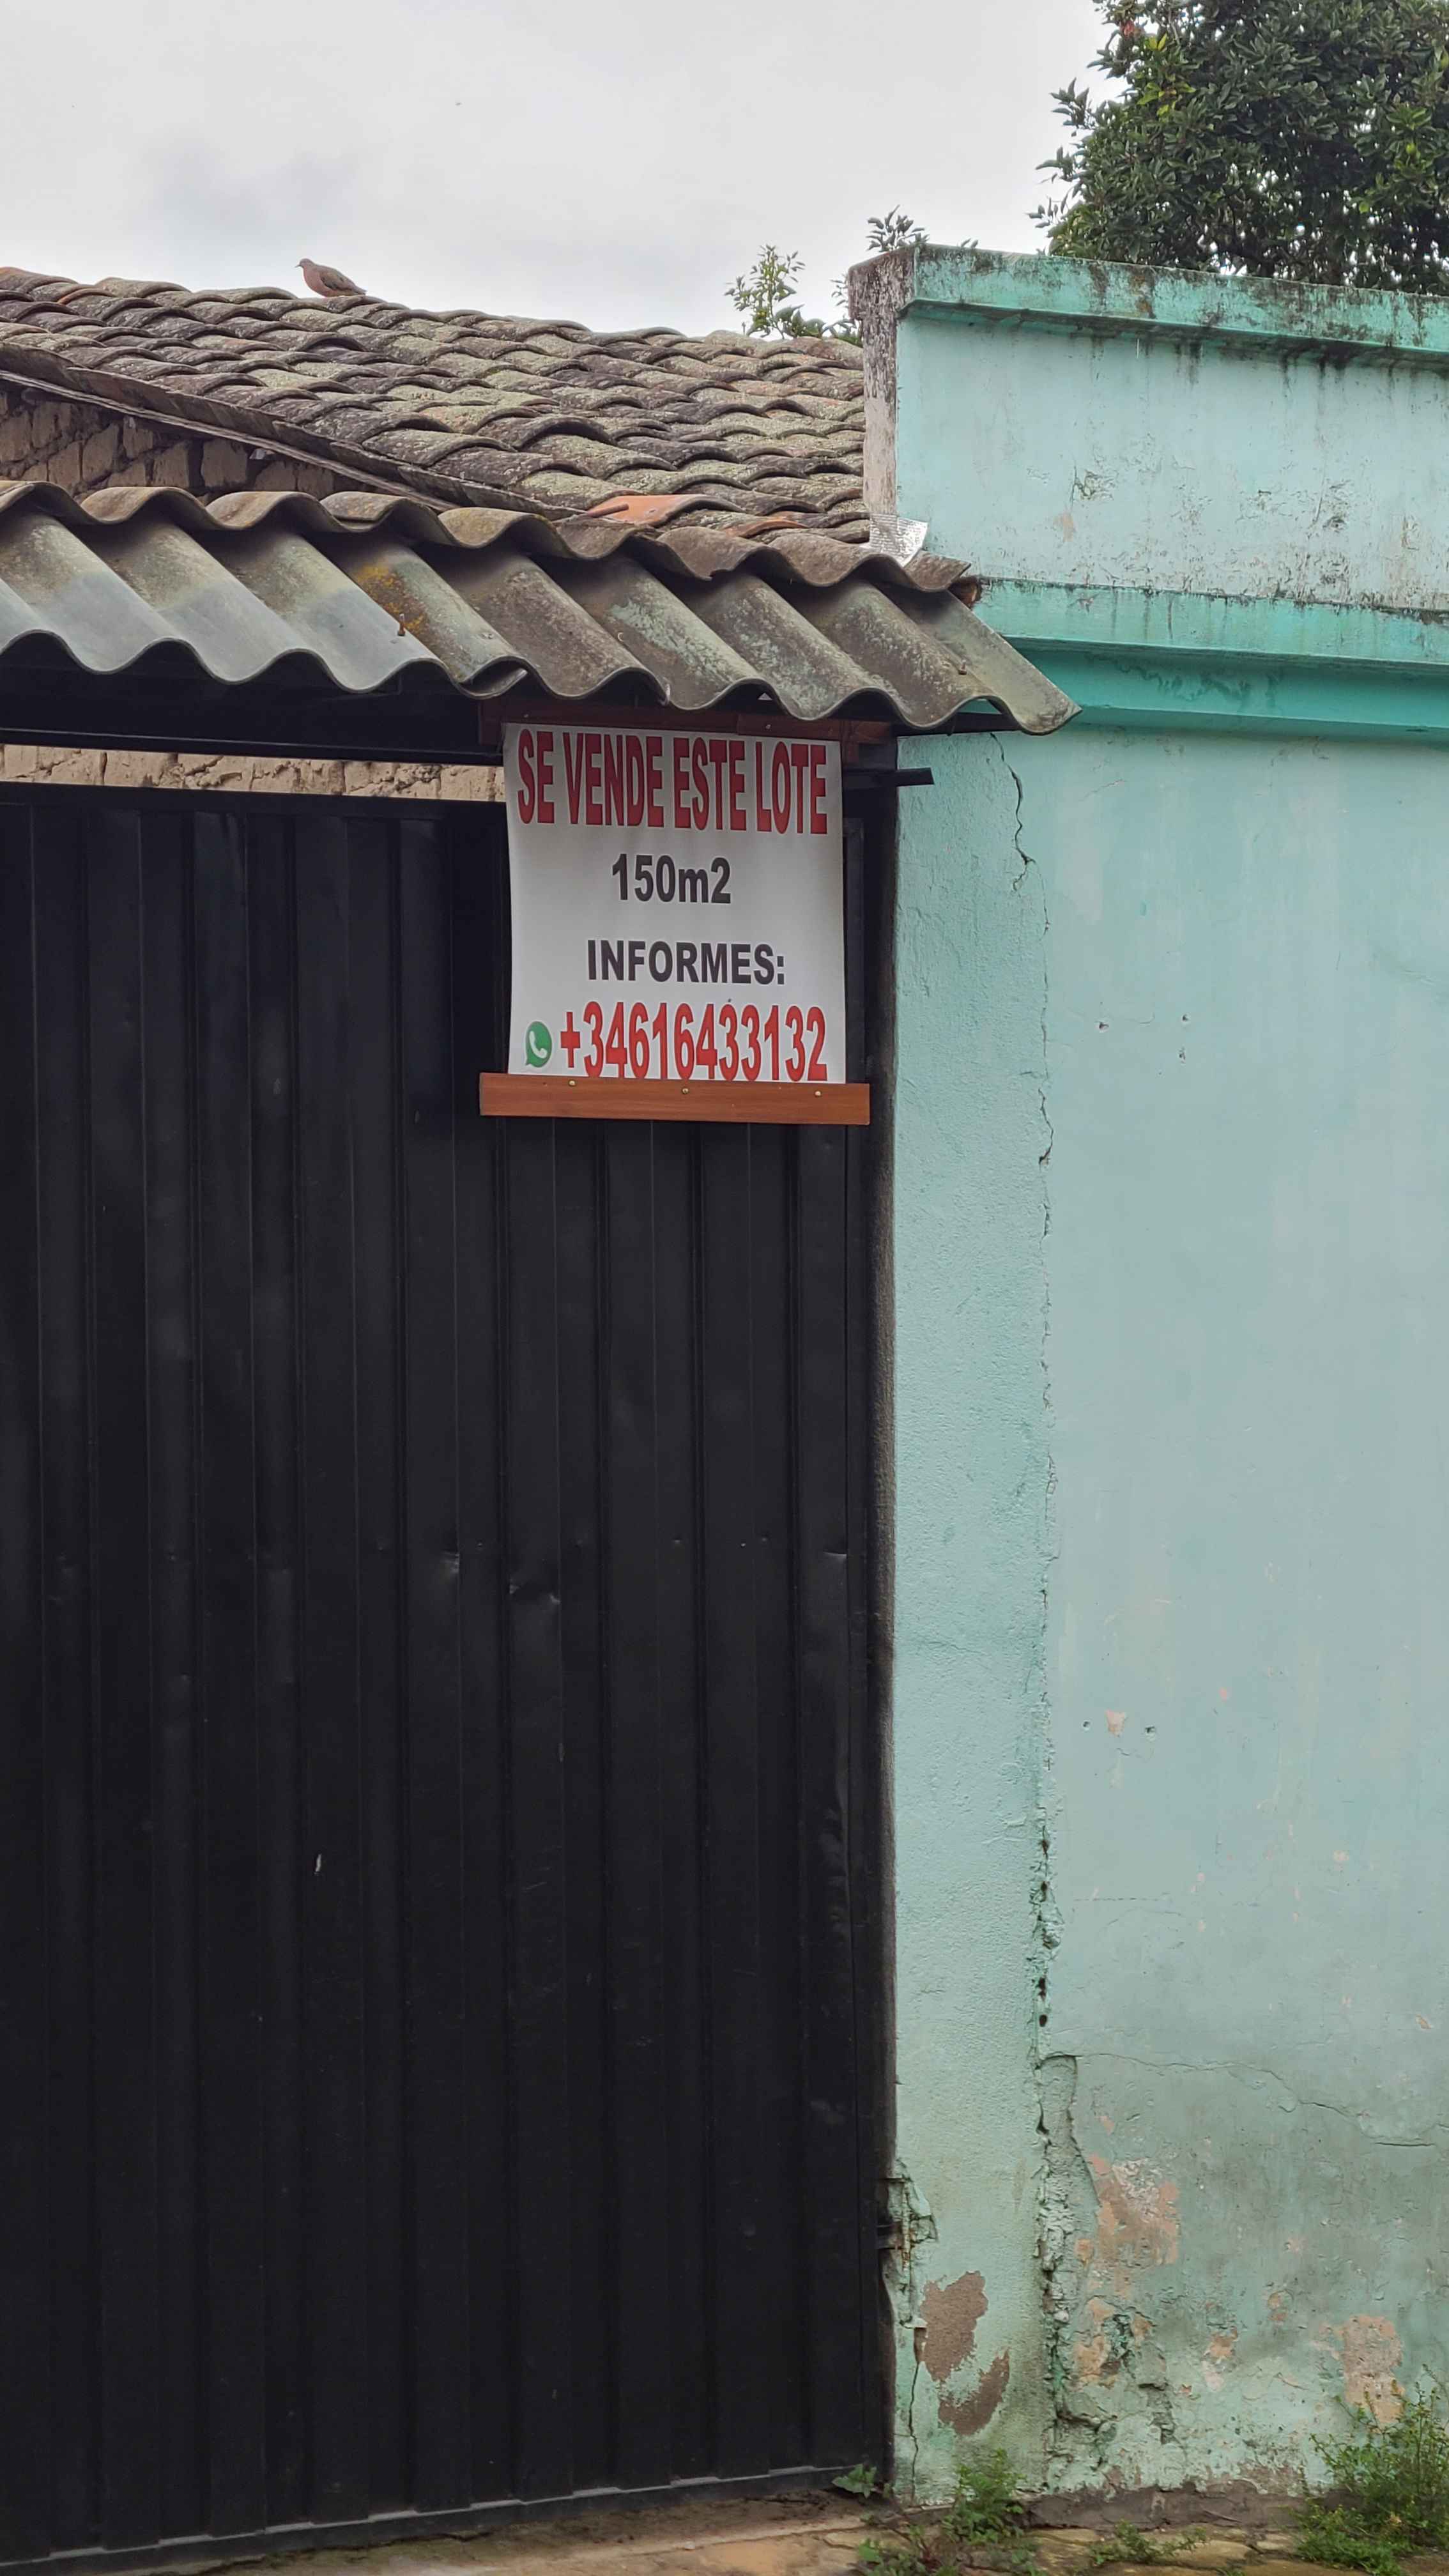 SE VENDE ESTE LOTE
150m2
INFORMES:
+34616433132